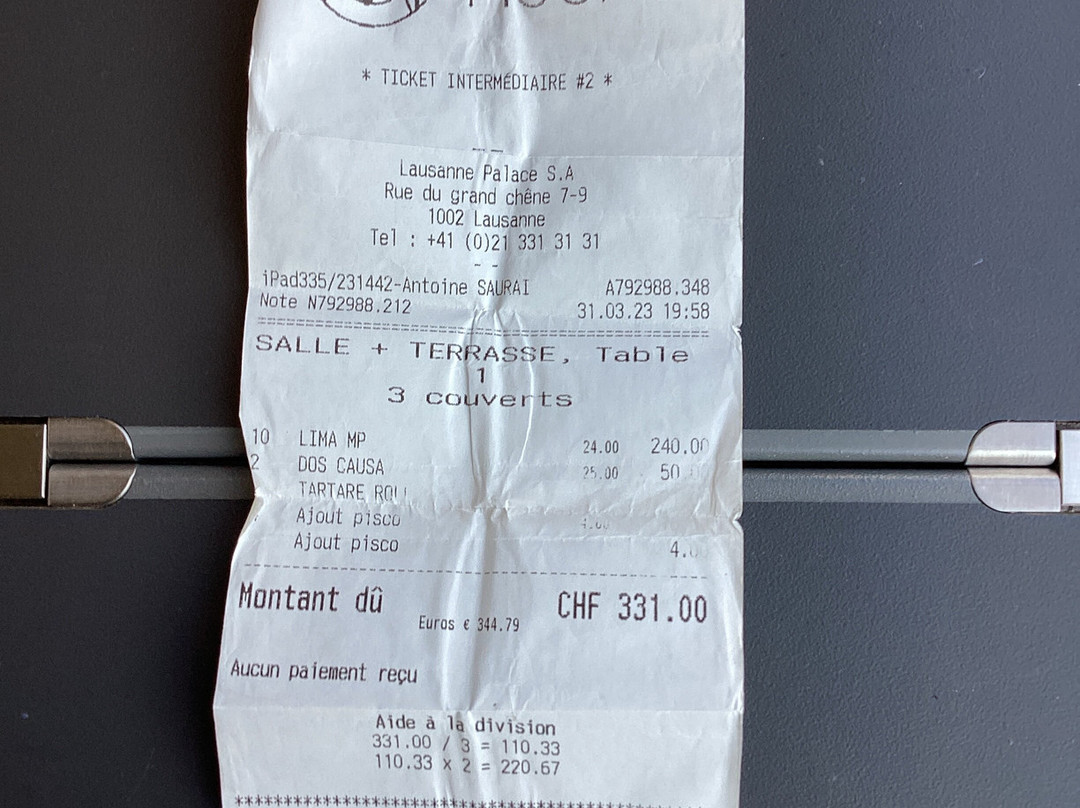 * TICKET INTERMÉDIAIRE #2 *
Lausanne Palace S.A
Rue du grand chêne 7-9
1002 Lausanne
Tel : +41 (0)21 331 31 31
- -
iPad335/231442-Antoine SAURAI A792988.348
Note N792988.212 31.03.23 19:58
SALLE + TERRASSE, Table
1
3 couverts
10 LIMA MP 24.00 240.00
2 DOS CAUSA 25.00 50
TARTARE
Ajout pisco
Ajout pisco 4.0
Montant dû CHF 331.00
Euros € 344.79
Aucun paiement reçu
Aide à la division
331.00 / 3 = 110.33
110.33 x 2 = 220.67